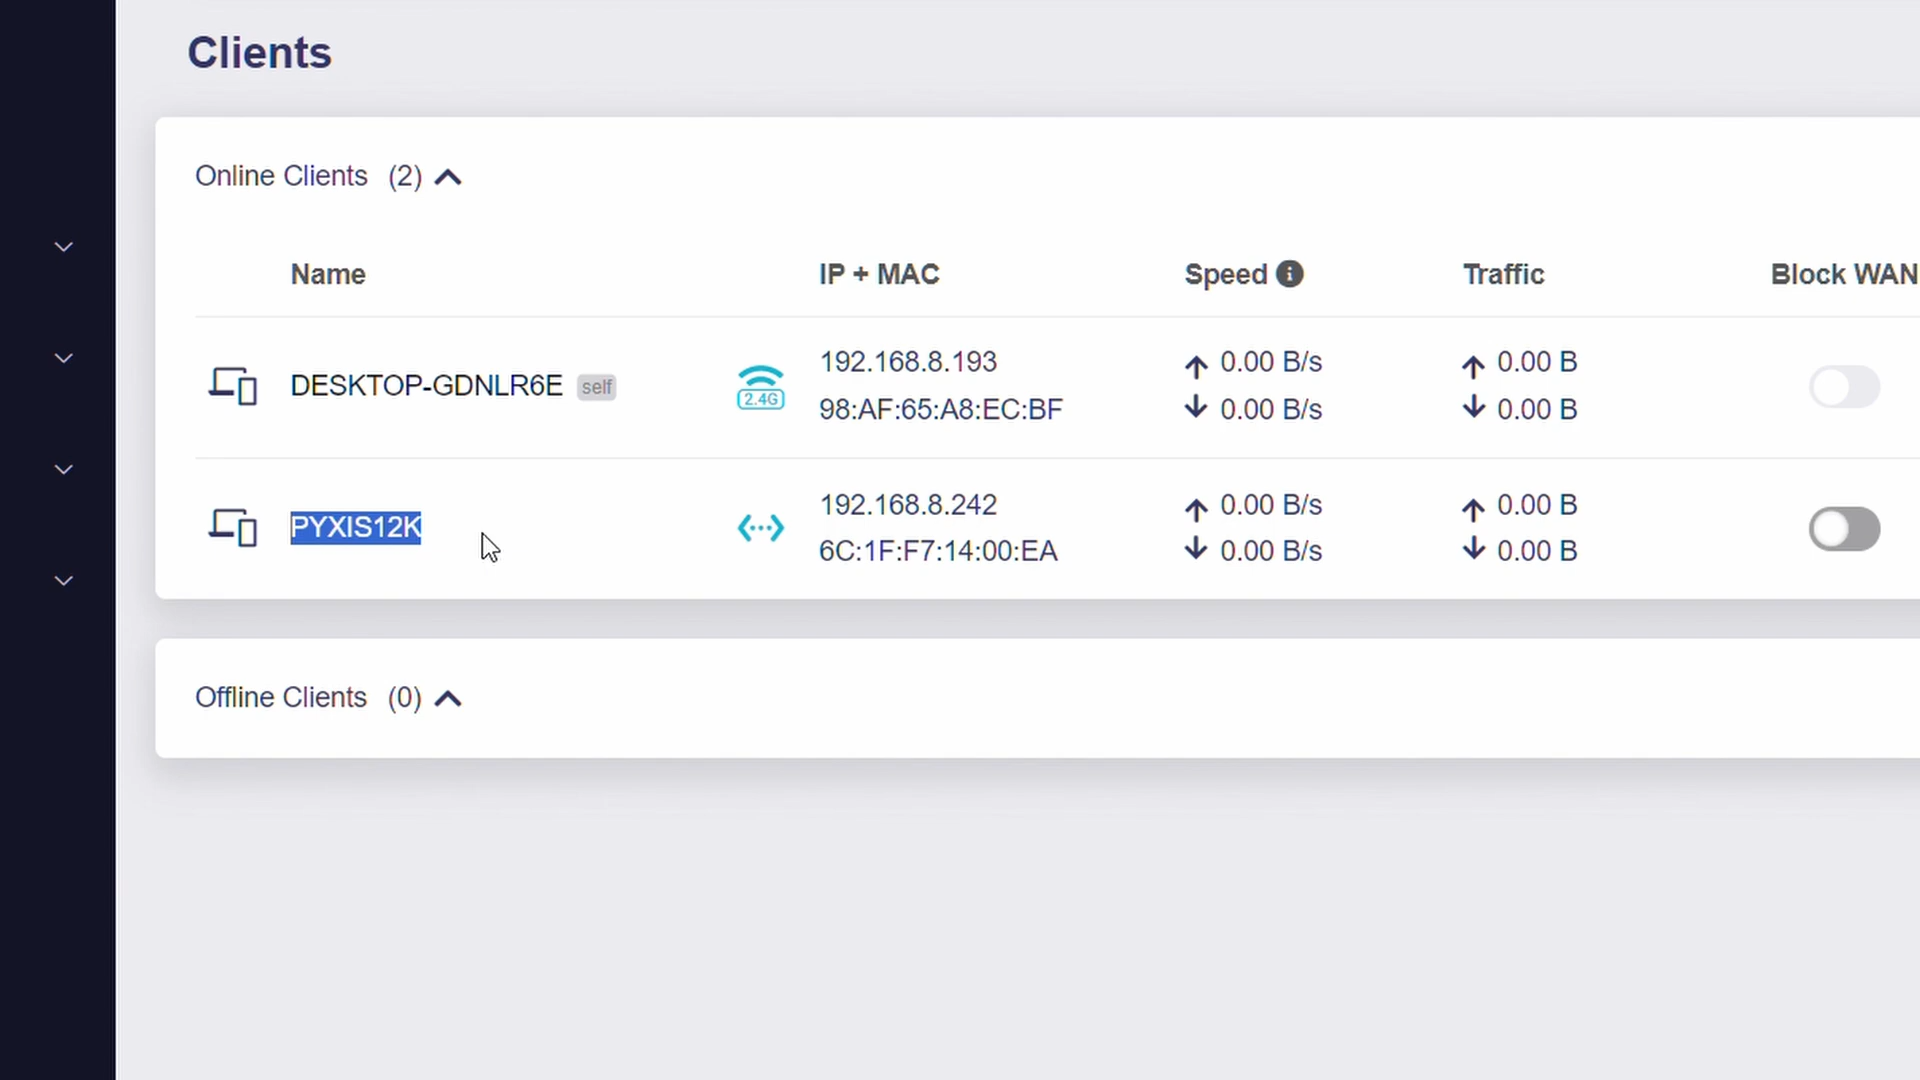 Clients
Online Clients (2)
Name IP + MAC Speed Traffic Block WAN
DESKTOP-GDNLR6E self 2.4G 192.168.8.193 0.00 B/s 0.00 B
98:AF:65:A8:EC:BF 0.00 B/s 0.00 B
PYXIS12K 192.168.8.242 0.00 B/s 0.00 B
6C:1F:F7:14:00:EA 0.00 B/s 0.00 B
Offline Clients (0)